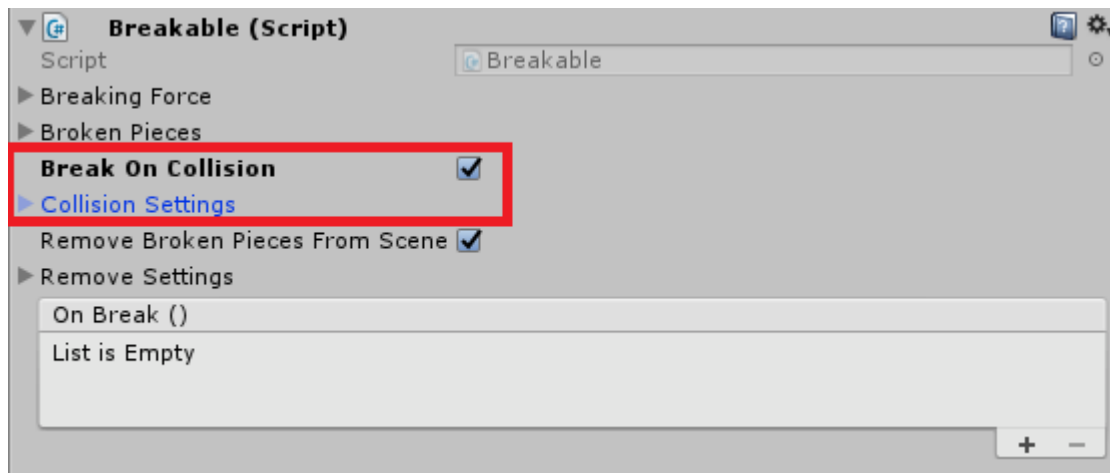 Breakable (Script)
Script Breakable
Breaking Force
Broken Pieces
Break On Collision
Collision Settings
Remove Broken Pieces From Scene
Remove Settings
On Break ()
List is Empty